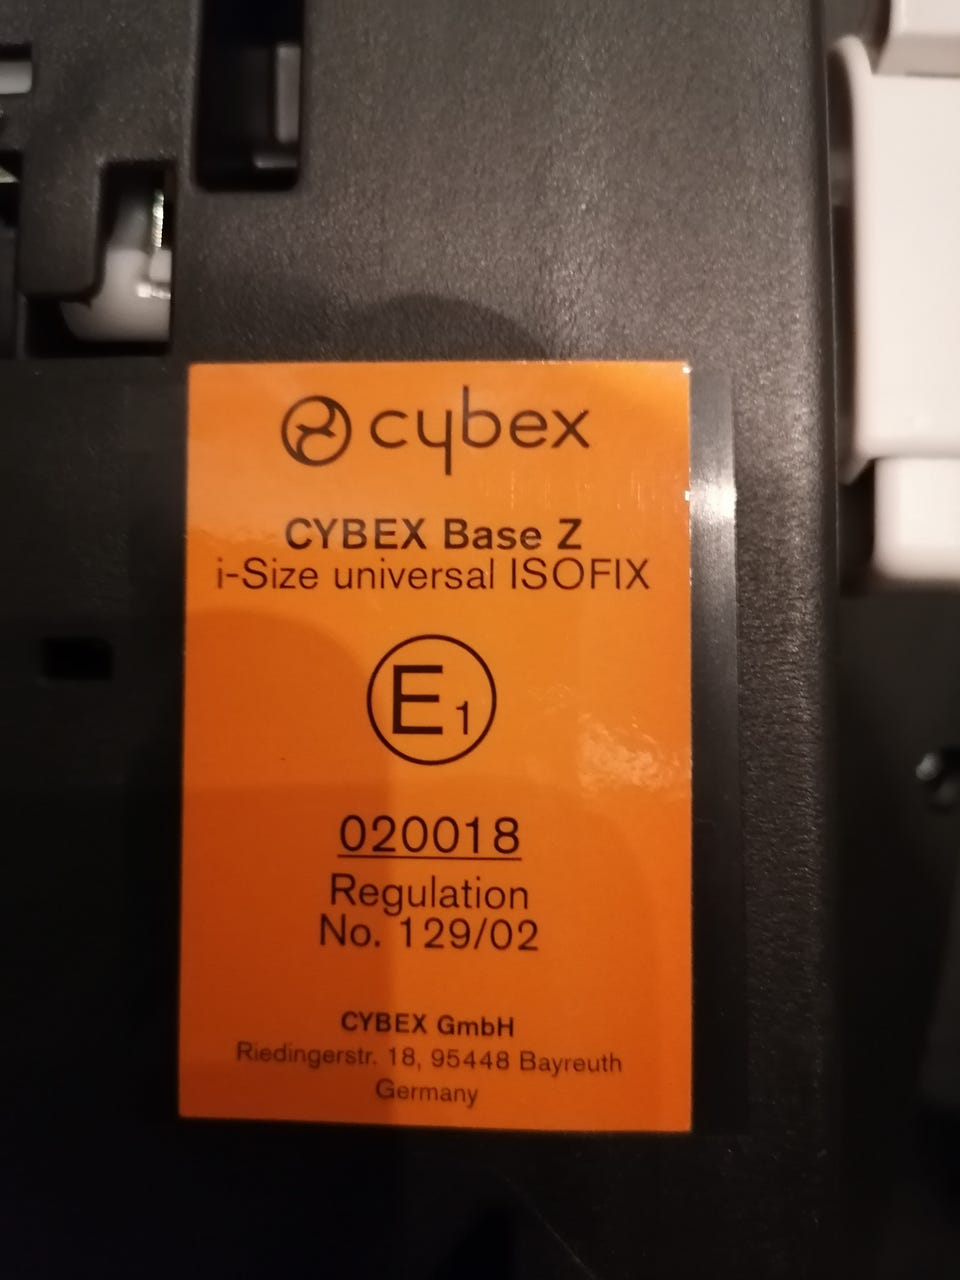 cybex
CYBEX Base Z
i-Size universal ISOFIX
E1
020018
Regulation
No. 129/02
CYBEX GmbH
Riedingerstr. 18, 95448 Bayreuth
Germany